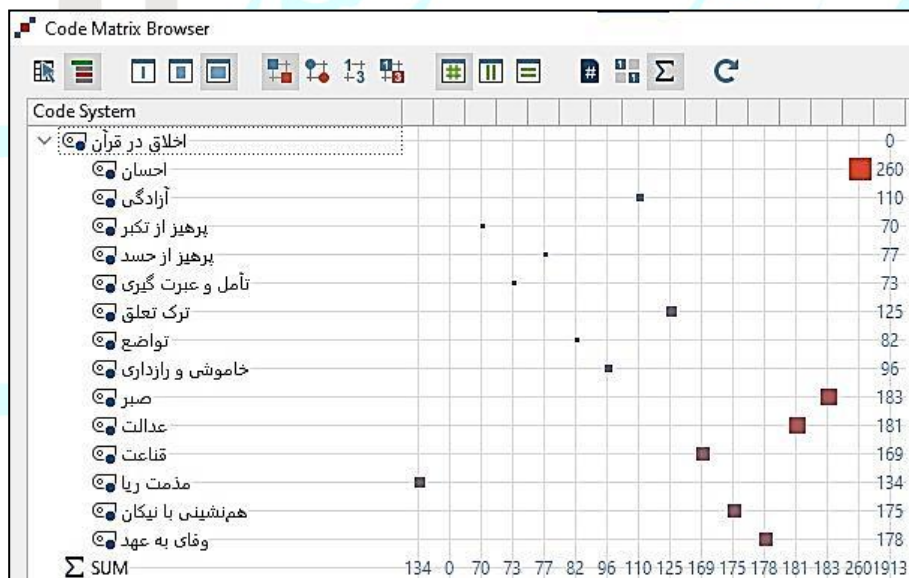 Code Matrix Browser
Code System
اخلاق در قرآن 0
احسان 260
آزادگی 110
پرهیز از تکبر 70
پرهیز از حسد 77
تأمل و عبرت گیری 73
ترک تعلق 125
تواضع 82
خاموشی و رازداری 96
صبر 183
عدالت 181
قناعت 169
مذمت ریا 134
هم‌نشینی با نیکان 175
وفای به عهد 178
Σ SUM 134 0 70 73 77 82 96 110 125 169 175 178 181 183 260 1913